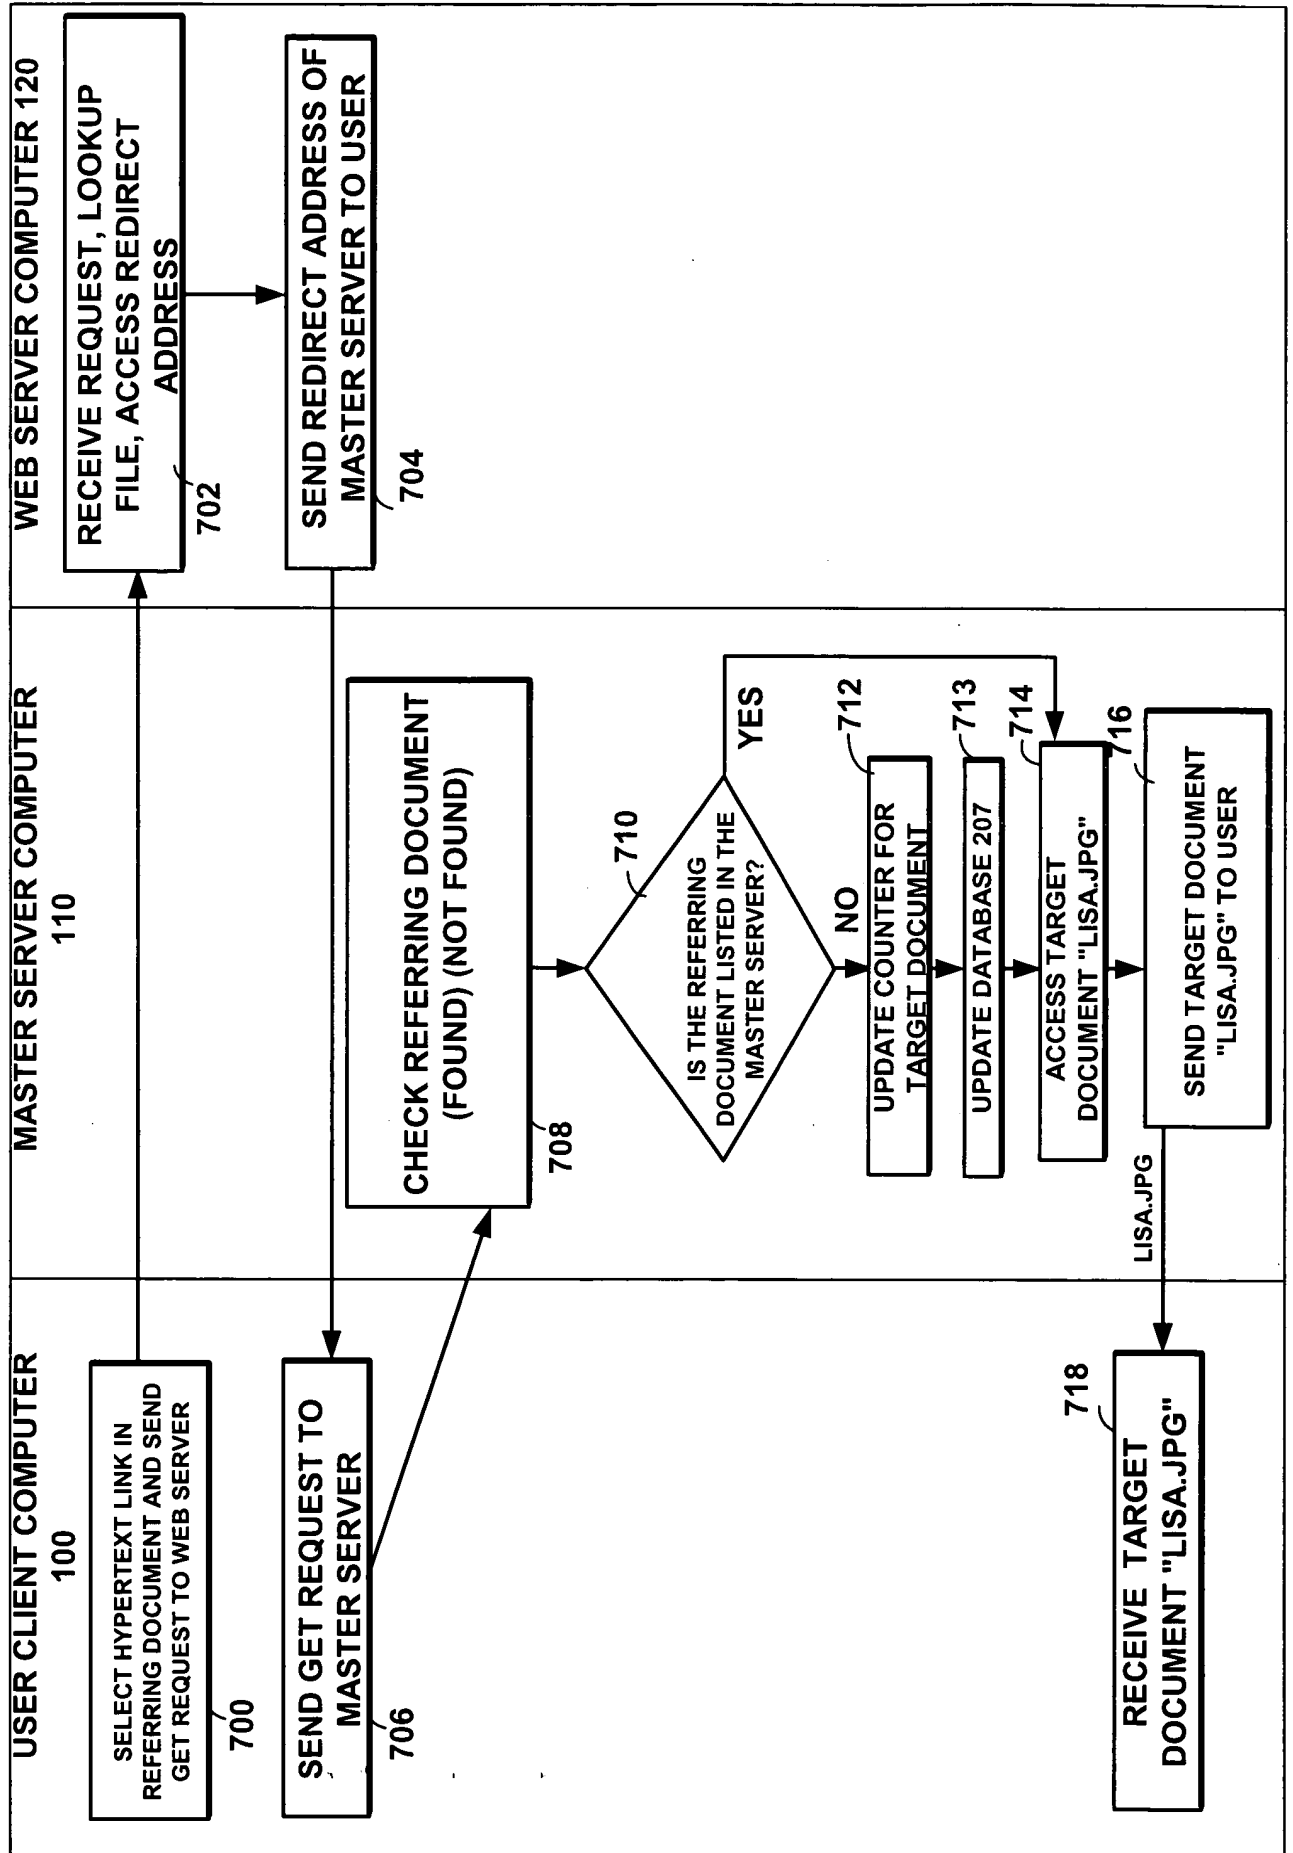 USER CLIENT COMPUTER
100
MASTER SERVER COMPUTER
110
WEB SERVER COMPUTER 120
SELECT HYPERTEXT LINK IN
REFERRING DOCUMENT AND SEND
GET REQUEST TO WEB SERVER
700
RECEIVE REQUEST, LOOKUP
FILE, ACCESS REDIRECT
ADDRESS
702
SEND REDIRECT ADDRESS OF
MASTER SERVER TO USER
704
SEND GET REQUEST TO
MASTER SERVER
706
CHECK REFERRING DOCUMENT
(FOUND) (NOT FOUND)
708
710
IS THE REFERRING
DOCUMENT LISTED IN THE
MASTER SERVER?
YES
NO
712
UPDATE COUNTER FOR
TARGET DOCUMENT
713
UPDATE DATABASE 207
714
ACCESS TARGET
DOCUMENT "LISA.JPG"
716
SEND TARGET DOCUMENT
"LISA.JPG" TO USER
LISA.JPG
718
RECEIVE TARGET
DOCUMENT "LISA.JPG"